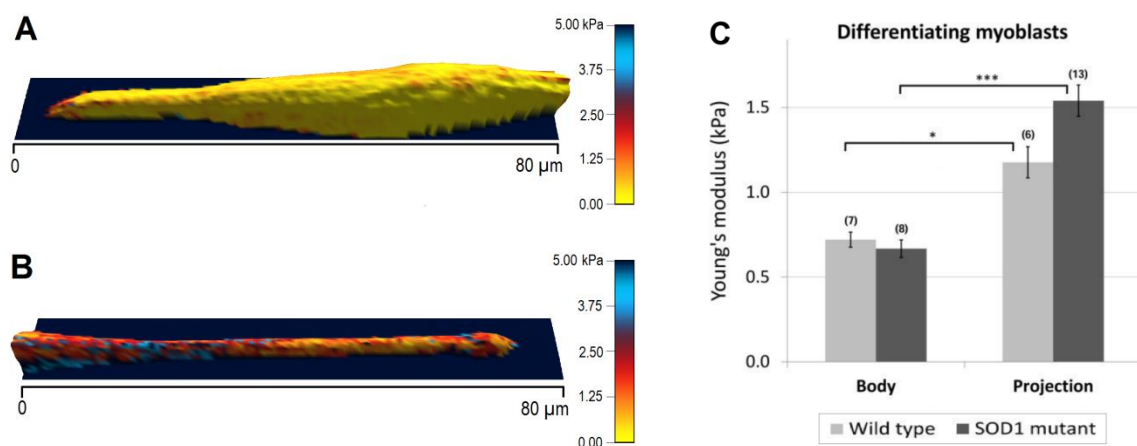 A
5.00 kPa
3.75
2.50
1.25
0.00
0
80 μm
B
5.00 kPa
3.75
2.50
1.25
0.00
0
80 μm
C
Differentiating myoblasts
Young's modulus (kPa)
1.5
1.0
0.5
0.0
***
(13)
*
(6)
(7)
(8)
Body
Projection
Wild type
SOD1 mutant